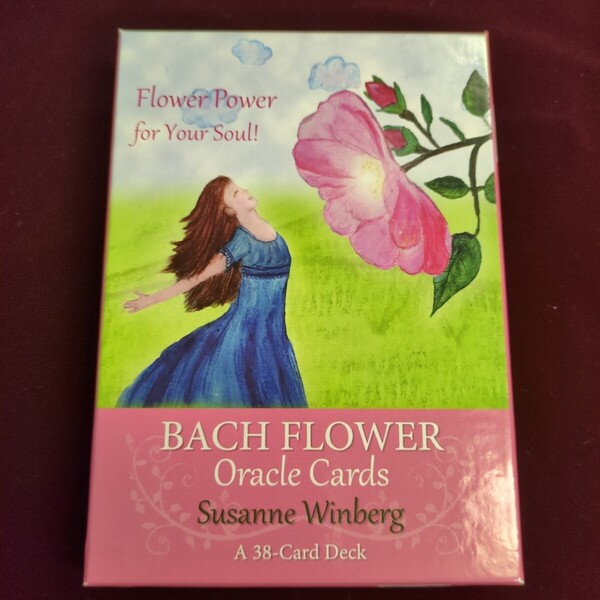 Flower Power
for Your Soul!
BACH FLOWER
Oracle Cards
Susanne Winberg
A 38-Card Deck